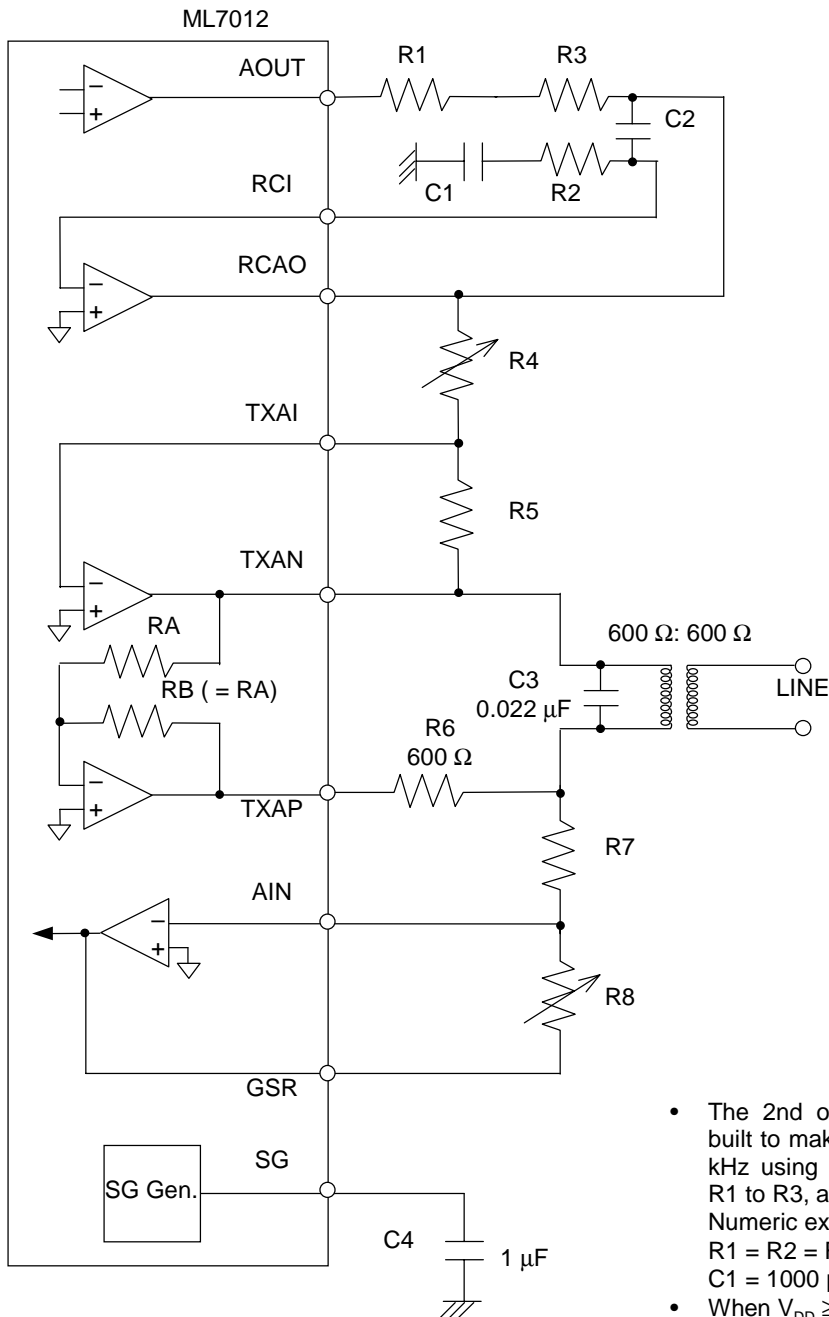 ML7012
AOUT
R1
R3
C2
RCI
C1
R2
RCAO
R4
TXAI
R5
TXAN
RA
600 Ω: 600 Ω
RB ( = RA)
C3
0.022 μF
LINE
R6
600 Ω
TXAP
R7
AIN
R8
GSR
SG
SG Gen.
C4
1 μF
• The 2nd o
built to mak
kHz using
R1 to R3, a
Numeric ex
R1 = R2 =
C1 = 1000
• When VDD ≥